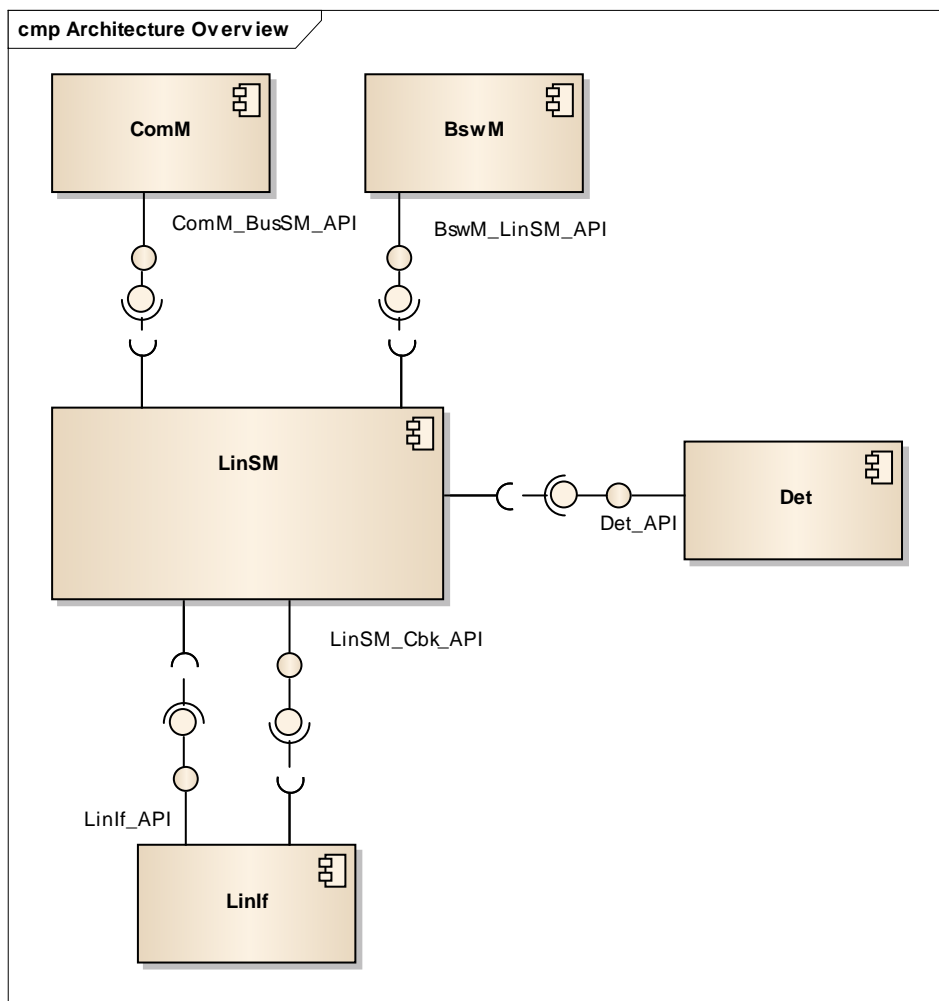 cmp Architecture Overview
ComM
BswM
ComM_BusSM_API
BswM_LinSM_API
LinSM
Det
Det_API
LinSM_Cbk_API
LinIf_API
LinIf